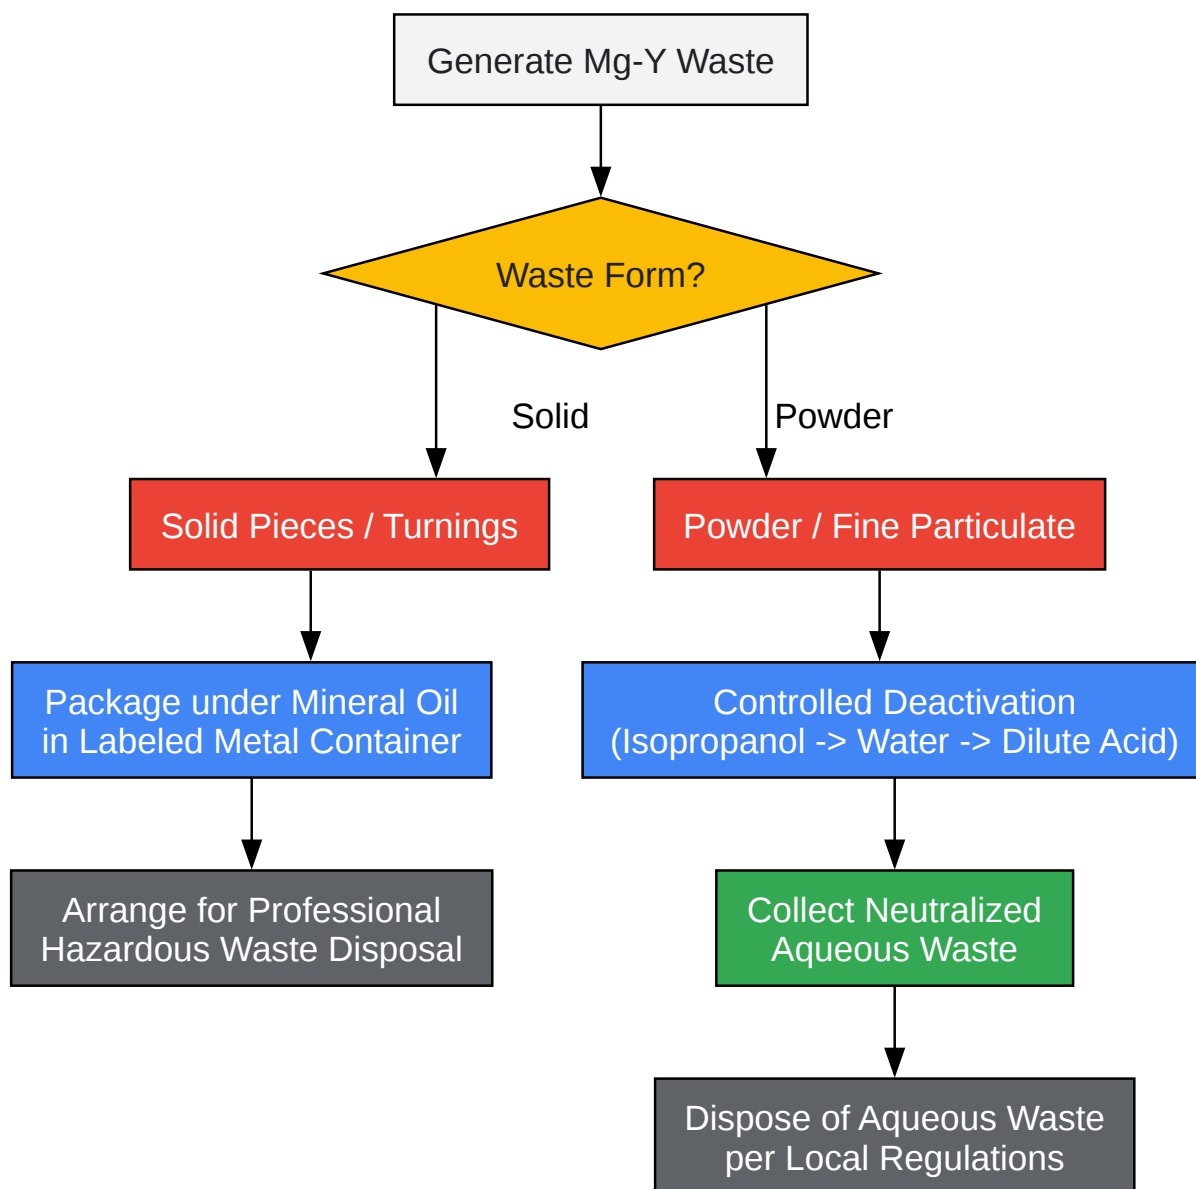 Generate Mg-Y Waste
Waste Form?
Solid
Powder
Solid Pieces / Turnings
Powder / Fine Particulate
Package under Mineral Oil
in Labeled Metal Container
Controlled Deactivation
(Isopropanol -> Water -> Dilute Acid)
Arrange for Professional
Hazardous Waste Disposal
Collect Neutralized
Aqueous Waste
Dispose of Aqueous Waste
per Local Regulations